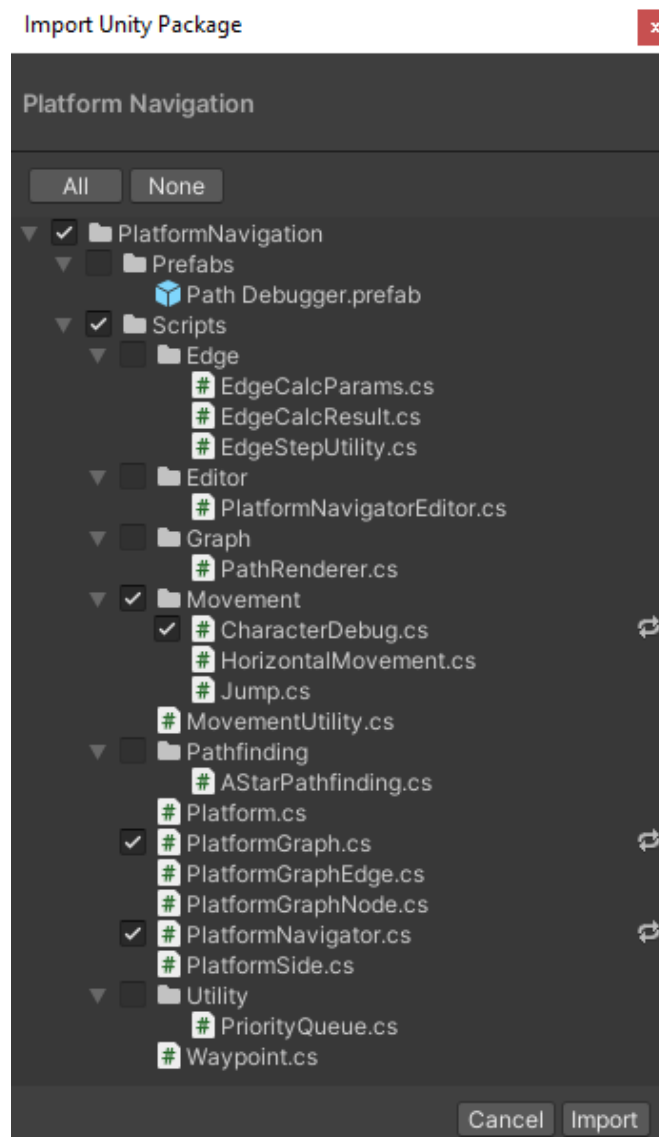 Import Unity Package
x
Platform Navigation
All None
PlatformNavigation
Prefabs
Path Debugger.prefab
Scripts
Edge
# EdgeCalcParams.cs
# EdgeCalcResult.cs
# EdgeStepUtility.cs
Editor
# PlatformNavigatorEditor.cs
Graph
# PathRenderer.cs
Movement
# CharacterDebug.cs
# HorizontalMovement.cs
# Jump.cs
# MovementUtility.cs
Pathfinding
# AStarPathfinding.cs
# Platform.cs
# PlatformGraph.cs
# PlatformGraphEdge.cs
# PlatformGraphNode.cs
# PlatformNavigator.cs
# PlatformSide.cs
Utility
# PriorityQueue.cs
# Waypoint.cs
Cancel Import